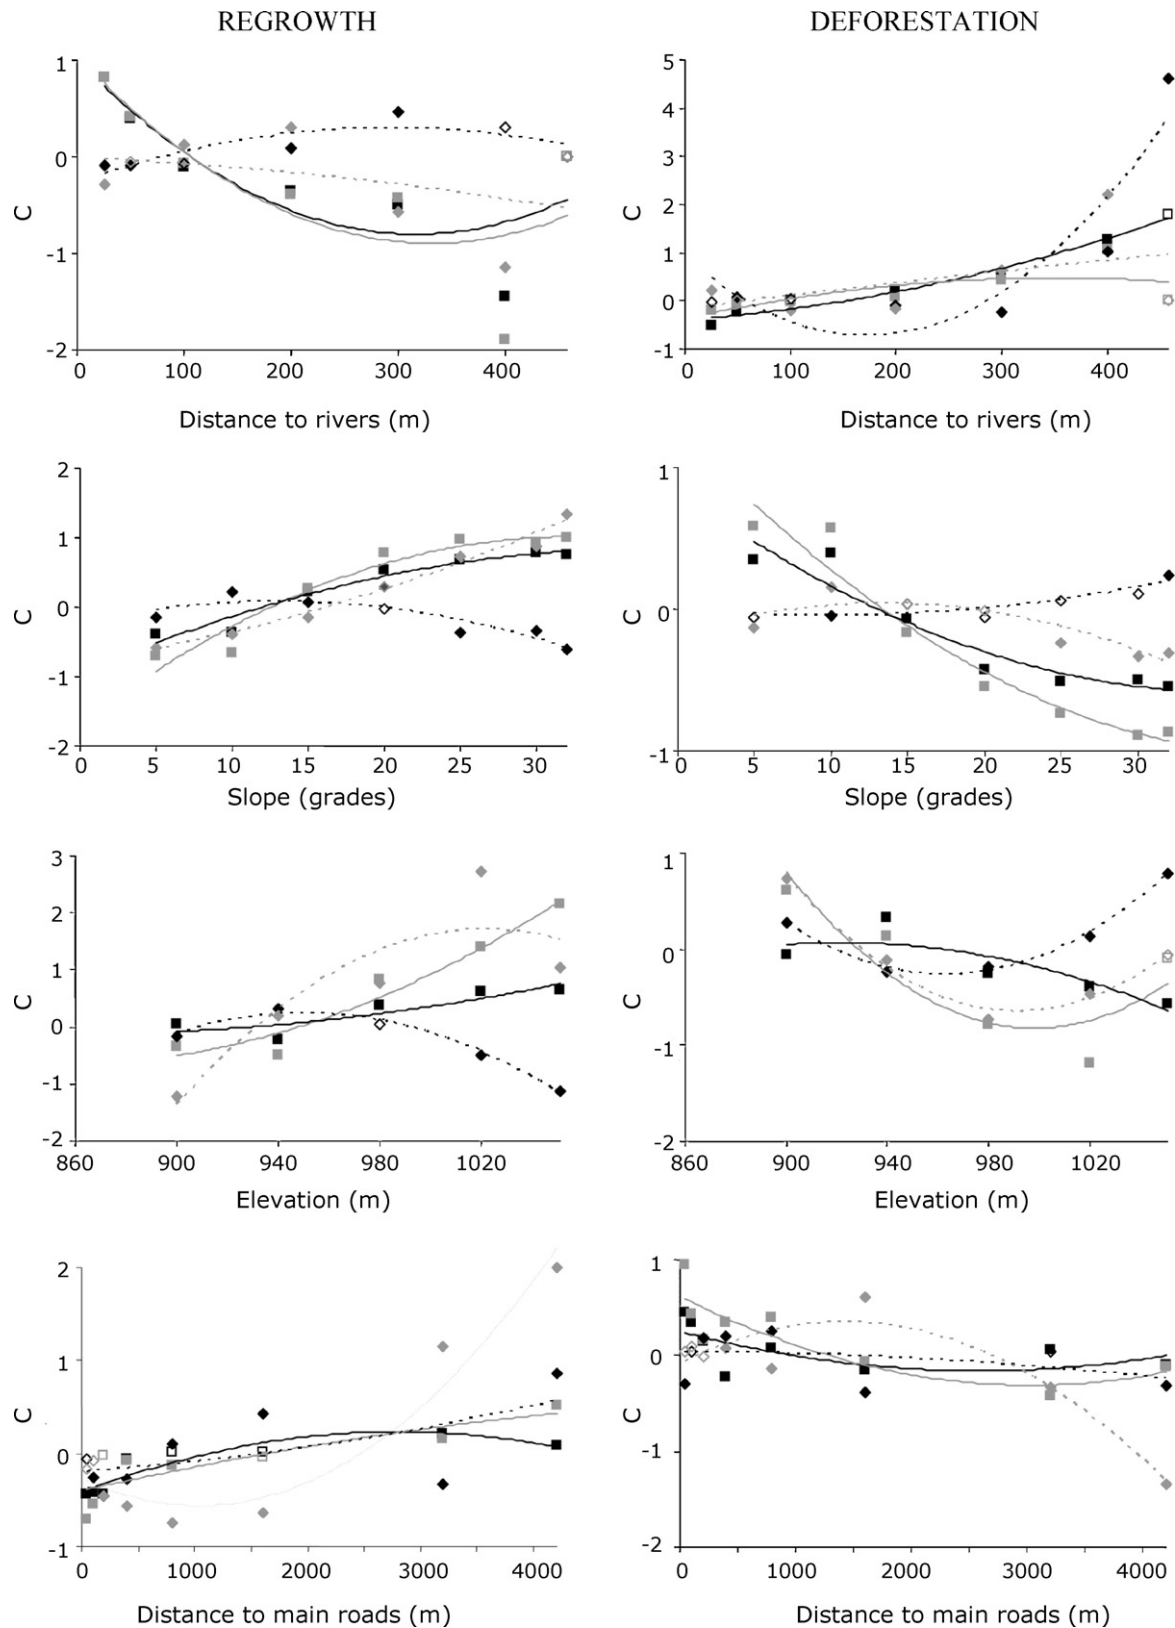 REGROWTH DEFORESTATION
1
0
-1
-2
C
0 100 200 300 400
Distance to rivers (m)
5
4
3
2
1
0
-1
C
0 100 200 300 400
Distance to rivers (m)
2
1
0
-1
-2
C
0 5 10 15 20 25 30
Slope (grades)
1
0
-1
C
0 5 10 15 20 25 30
Slope (grades)
3
2
1
0
-1
-2
C
860 900 940 980 1020
Elevation (m)
1
0
-1
-2
C
860 900 940 980 1020
Elevation (m)
2
1
0
-1
C
0 1000 2000 3000 4000
Distance to main roads (m)
1
0
-1
-2
C
0 1000 2000 3000 4000
Distance to main roads (m)